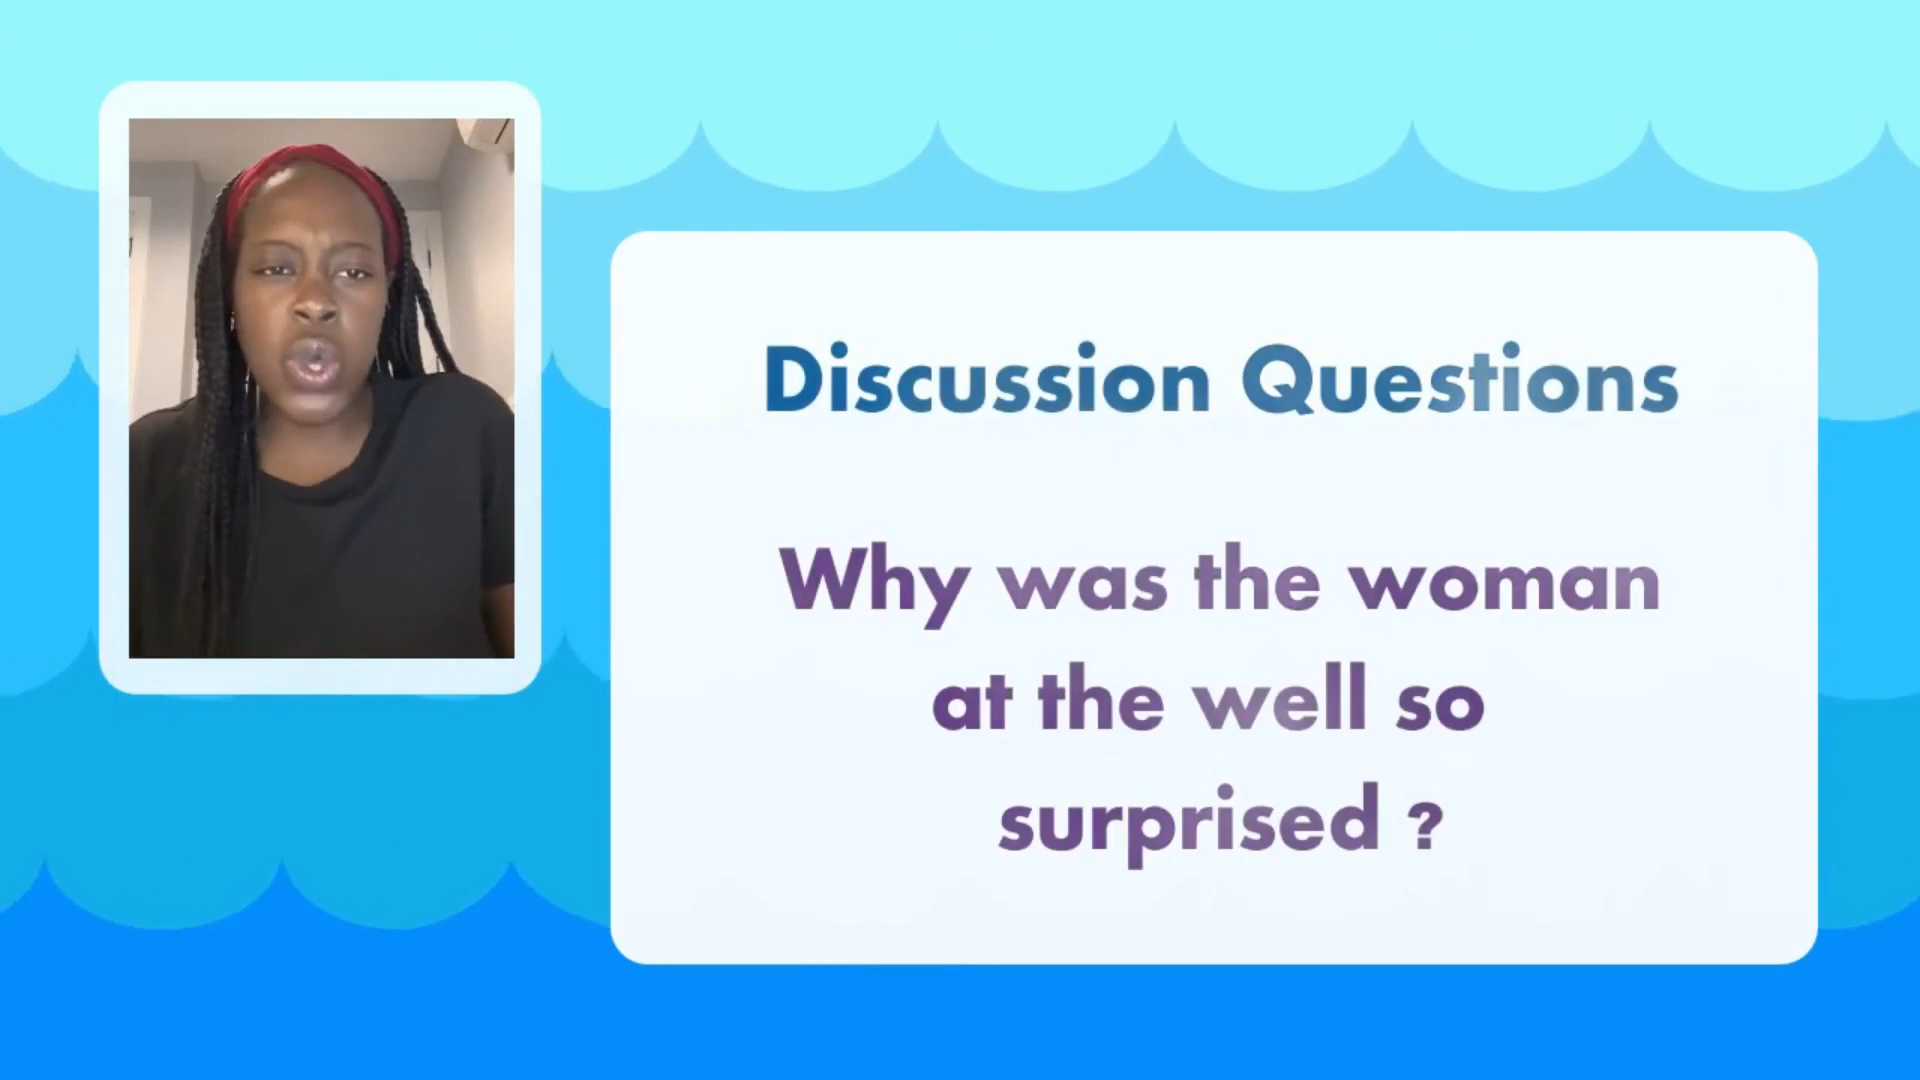 Discussion Questions
Why was the woman
at the well so
surprised ?